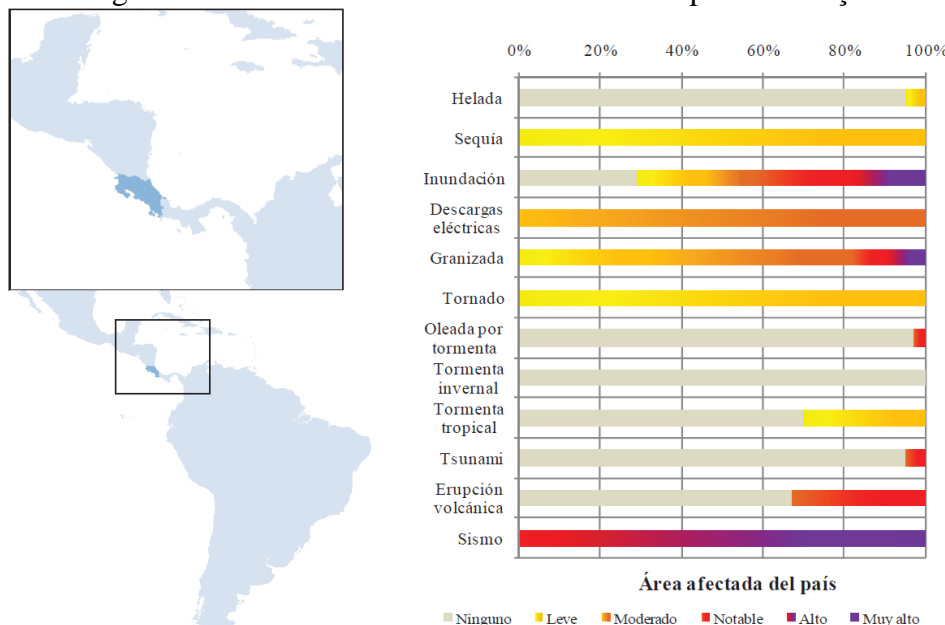 0% 20% 40% 60% 80% 100%
Helada
Sequía
Inundación
Descargas
eléctricas
Granizada
Tornado
Oleada por
tormenta
Tormenta
invernal
Tormenta
tropical
Tsunami
Erupción
volcánica
Sismo
Área afectada del país
Ninguno Leve Moderado Notable Alto Muy alto